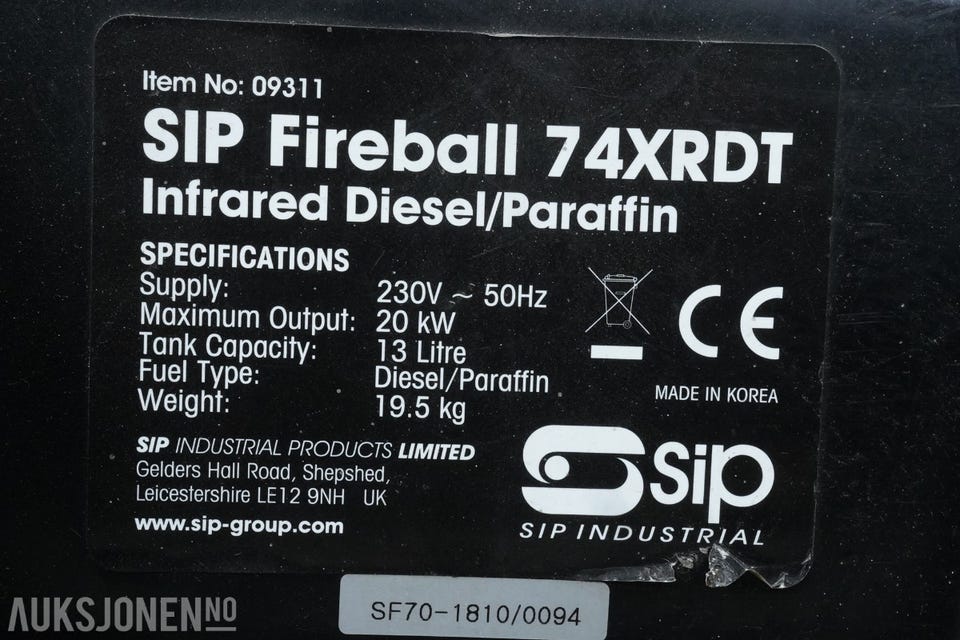 Item No: 09311
SIP Fireball 74XRDT
Infrared Diesel/Paraffin
SPECIFICATIONS
Supply: 230V ~ 50Hz
Maximum Output: 20 kW
Tank Capacity: 13 Litre
Fuel Type: Diesel/Paraffin
Weight: 19.5 kg
CE
MADE IN KOREA
SIP INDUSTRIAL PRODUCTS LIMITED
Gelders Hall Road, Shepshed,
Leicestershire LE12 9NH UK
www.sip-group.com
sip
SIP INDUSTRIAL
SF70-1810/0094
AUKSJONEN.NO